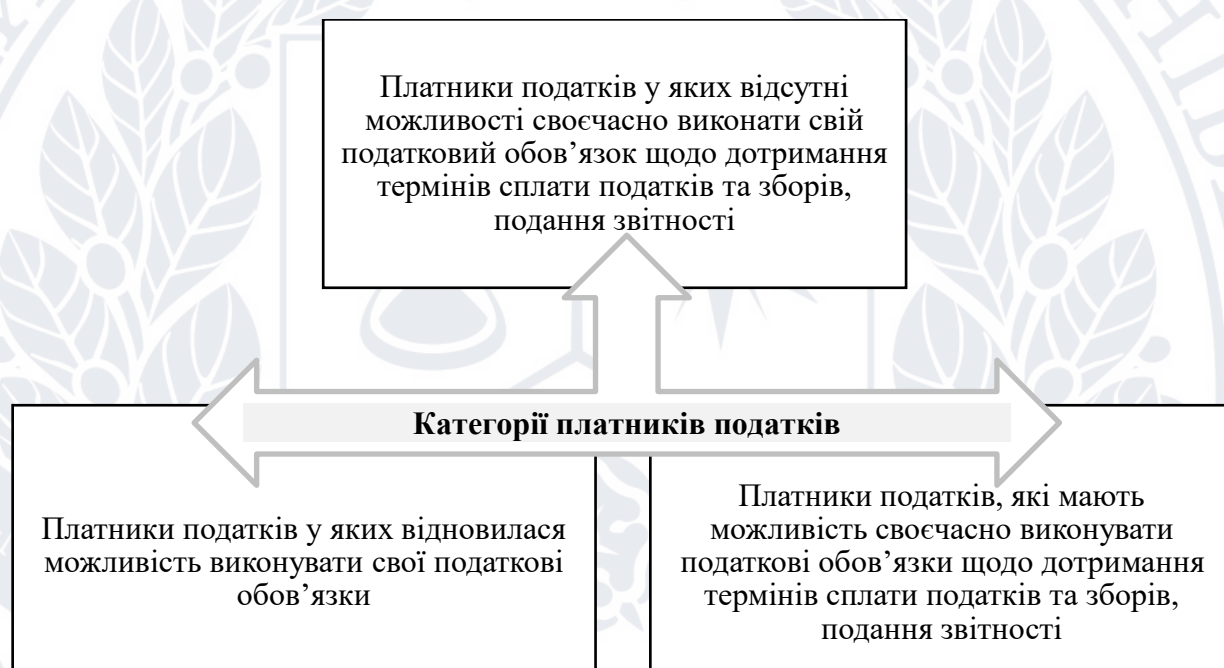 Платники податків у яких відсутні
можливості своєчасно виконати свій
податковий обов’язок щодо дотримання
термінів сплати податків та зборів,
подання звітності
Категорії платників податків
Платники податків у яких відновилася
можливість виконувати свої податкові
обов’язки
Платники податків, які мають
можливість своєчасно виконувати
податкові обов’язки щодо дотримання
термінів сплати податків та зборів,
подання звітності